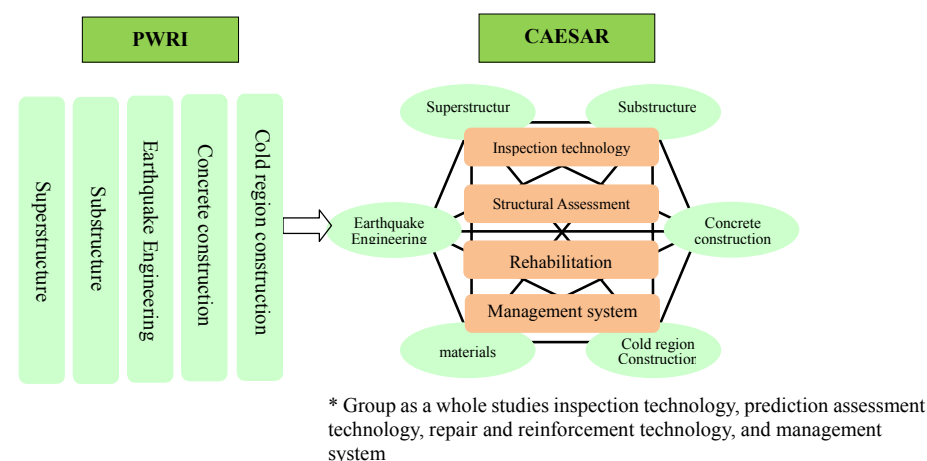 PWRI
CAESAR
Superstructure
Substructure
Earthquake Engineering
Concrete construction
Cold region construction
Superstructur
Substructure
Inspection technology
Structural Assessment
Earthquake
Engineering
Concrete
construction
Rehabilitation
Management system
materials
Cold region
Construction
* Group as a whole studies inspection technology, prediction assessment
technology, repair and reinforcement technology, and management
system